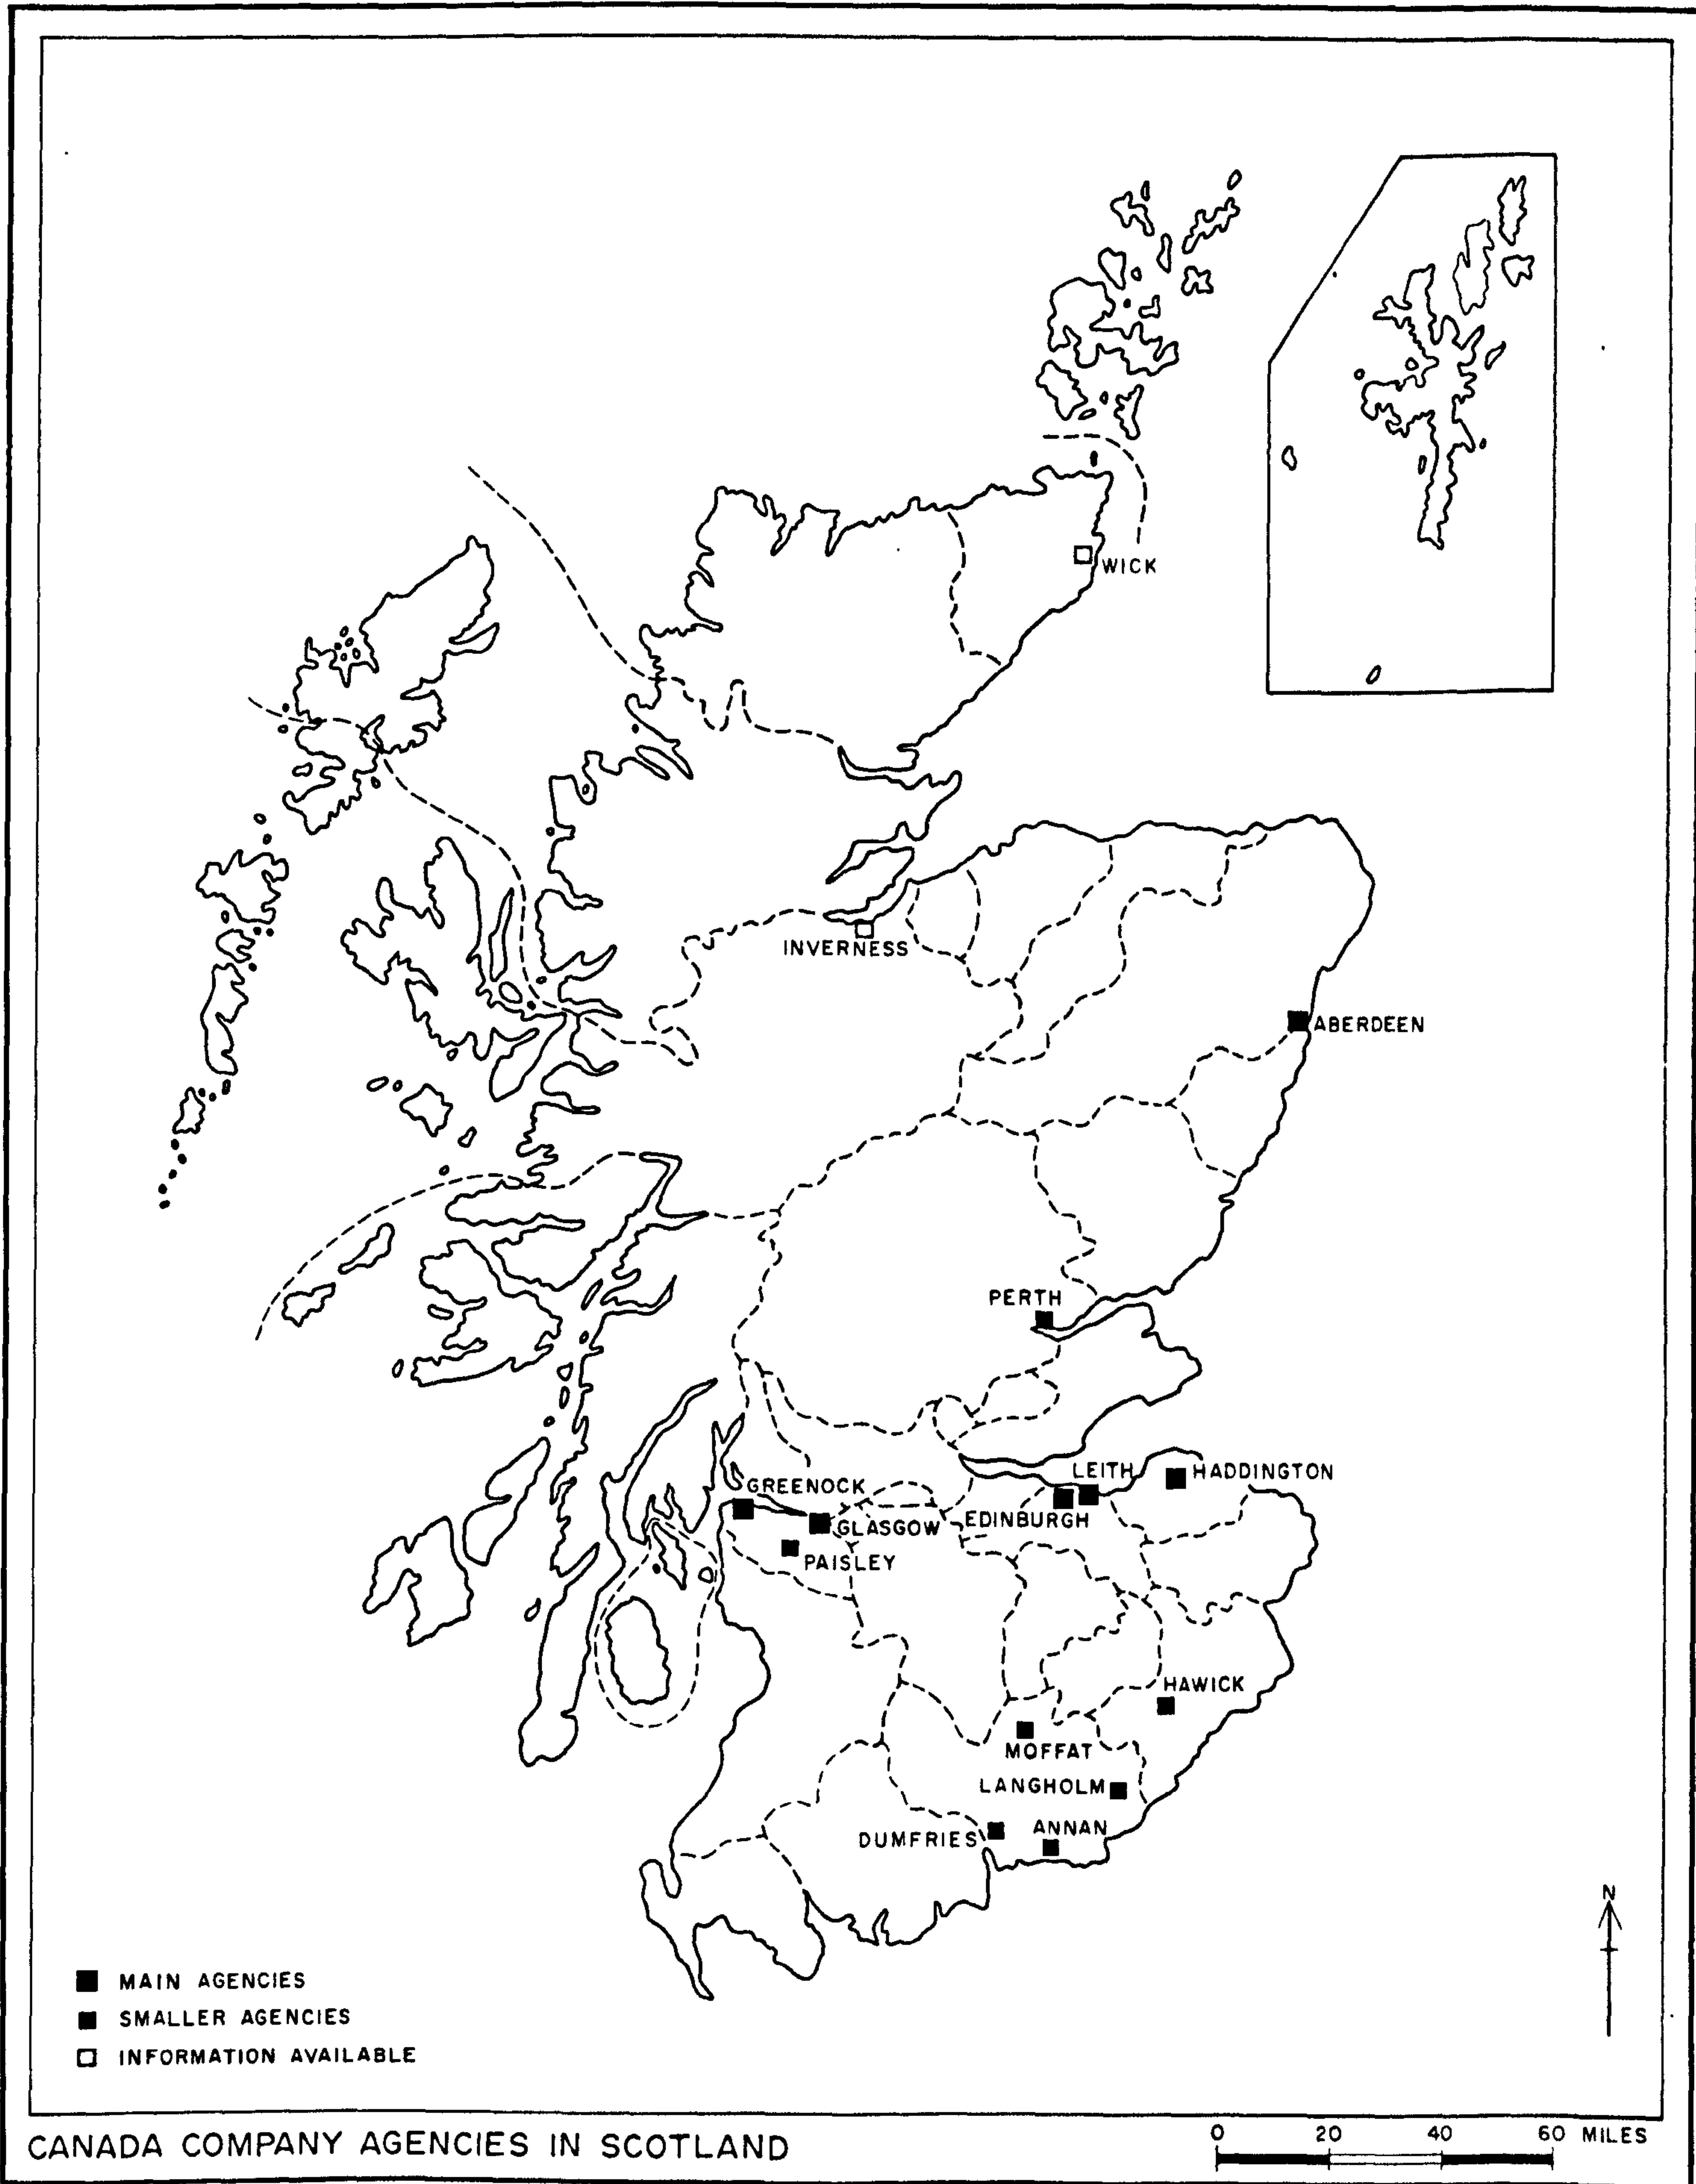 WICK
INVERNESS
ABERDEEN
PERTH
LEITH
HADDINGTON
GREENOCK
EDINBURGH
GLASGOW
PAISLEY
HAWICK
MOFFAT
LANGHOLM
ANNAN
DUMFRIES
N
MAIN AGENCIES
SMALLER AGENCIES
INFORMATION AVAILABLE
CANADA COMPANY AGENCIES IN SCOTLAND
0 20 40 60 MILES